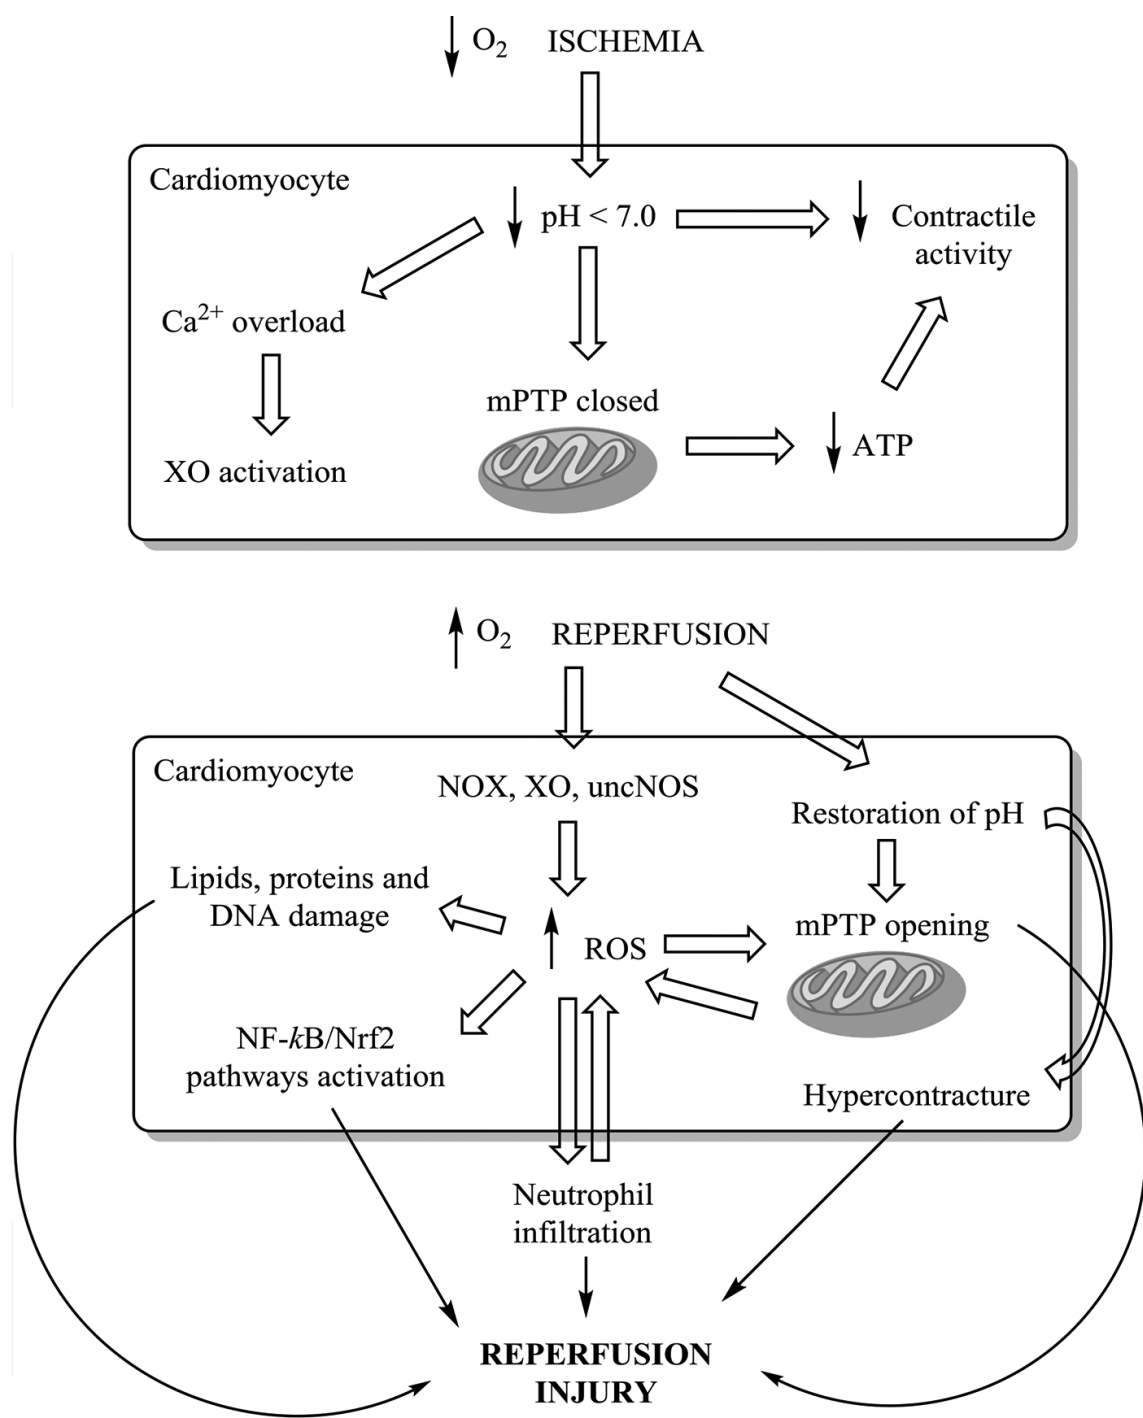 O2 ISCHEMIA
Cardiomyocyte
pH < 7.0
Contractile
activity
Ca2+ overload
mPTP closed
ATP
XO activation
O2 REPERFUSION
Cardiomyocyte
NOX, XO, uncNOS
Restoration of pH
Lipids, proteins and
DNA damage
ROS
mPTP opening
NF-kB/Nrf2
pathways activation
Hypercontracture
Neutrophil
infiltration
REPERFUSION
INJURY